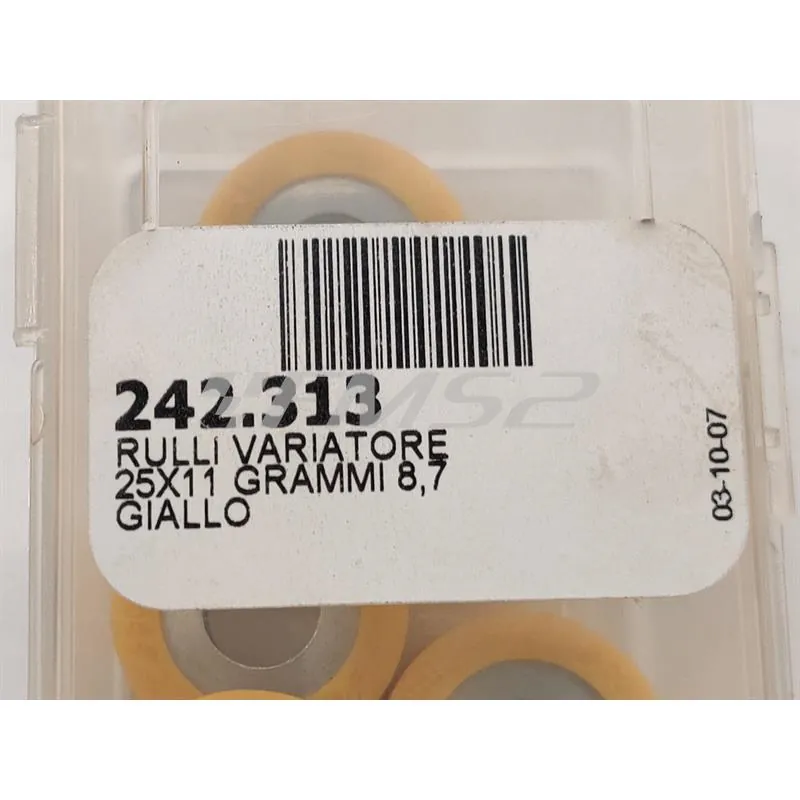 242.313
RULLI VARIATORE
25X11 GRAMMI 8,7
GIALLO
03-10-07